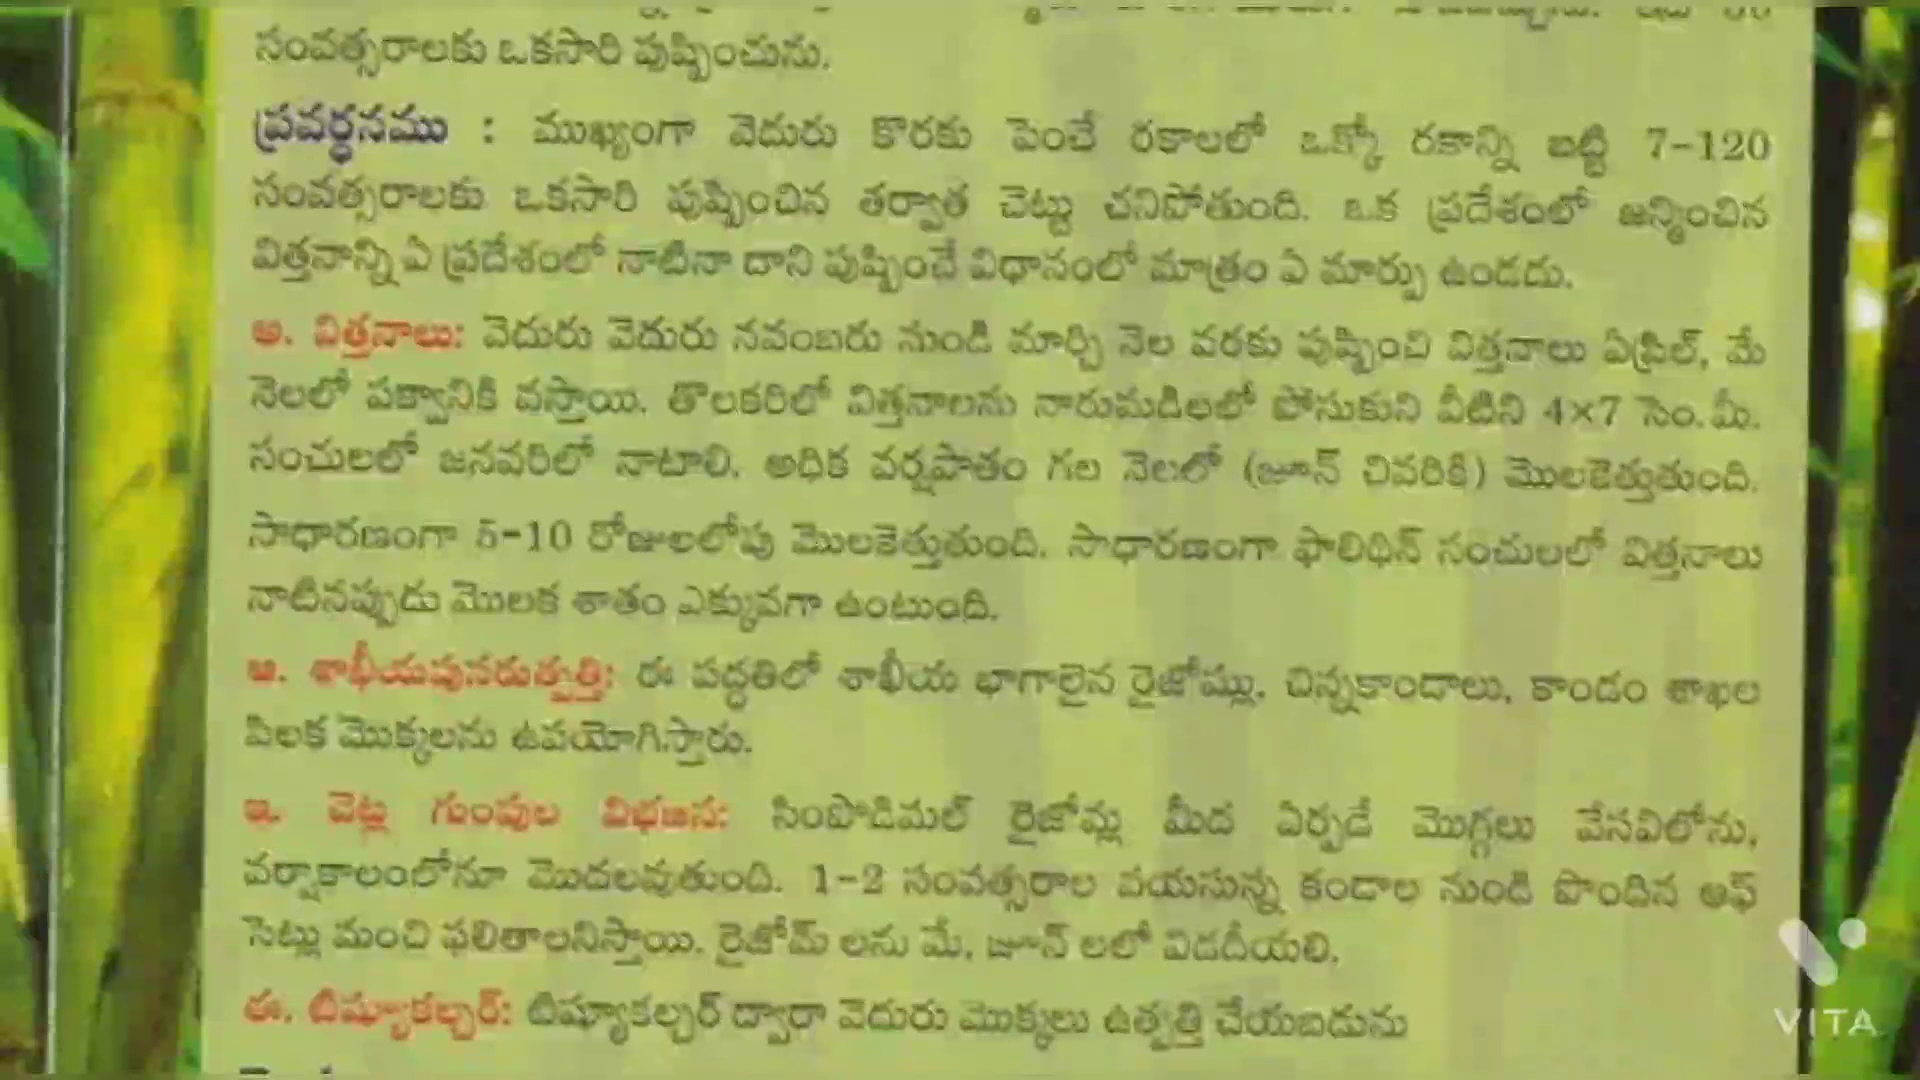 సంవత్సరాలకు ఒకసారి పుష్పించును.
ప్రవర్ధనము : ముఖ్యంగా వెదురు కొరకు పెంచే రకాలలో ఒక్కో రకాన్ని బట్టి 7-120
సంవత్సరాలకు ఒకసారి పుష్పించిన తర్వాత చెట్టు చనిపోతుంది. ఒక ప్రదేశంలో జన్మించిన
విత్తనాన్ని ఏ ప్రదేశంలో నాటినా దాని పుష్పించే విధానంలో మాత్రం ఏ మార్పు ఉండదు.
అ. విత్తనాలు: వెదురు వెదురు నవంబరు నుండి మార్చి నెల వరకు పుష్పించి విత్తనాలు ఏప్రిల్, మే
నెలలో పక్వానికి వస్తాయి. తొలకరిలో విత్తనాలను నారుమడిలలో పోసుకుని వీటిని 4×7 సెం.మీ.
సంచులలో జనవరిలో నాటాలి. అధిక వర్షపాతం గల నెలలో (జూన్ చివరికి) మొలకెత్తుతుంది.
సాధారణంగా 5-10 రోజులలోపు మొలకెత్తుతుంది. సాధారణంగా ఫాలిథిన్ సంచులలో విత్తనాలు
నాటినప్పుడు మొలక శాతం ఎక్కువగా ఉంటుంది.
ఆ. శాఖీయపునరుత్పత్తి: ఈ పద్ధతిలో శాఖీయ భాగాలైన రైజోమ్లు, చిన్నకాండాలు, కాండం శాఖల
పిలక మొక్కలను ఉపయోగిస్తారు.
ఇ. చెట్ల గుంపుల విభజన: సింపొడిమల్ రైజోమ్ల మీద ఏర్పడే మొగ్గలు వేసవిలోను,
వర్షాకాలంలోనూ మొదలవుతుంది. 1-2 సంవత్సరాల వయసున్న కండాల నుండి పొందిన ఆఫ్
సెట్లు మంచి ఫలితాలనిస్తాయి. రైజోమ్ లను మే, జూన్ లలో విడదీయలి.
ఈ. టిష్యూకల్చర్: టిష్యూకల్చర్ ద్వారా వెదురు మొక్కలు ఉత్పత్తి చేయబడును
VITA